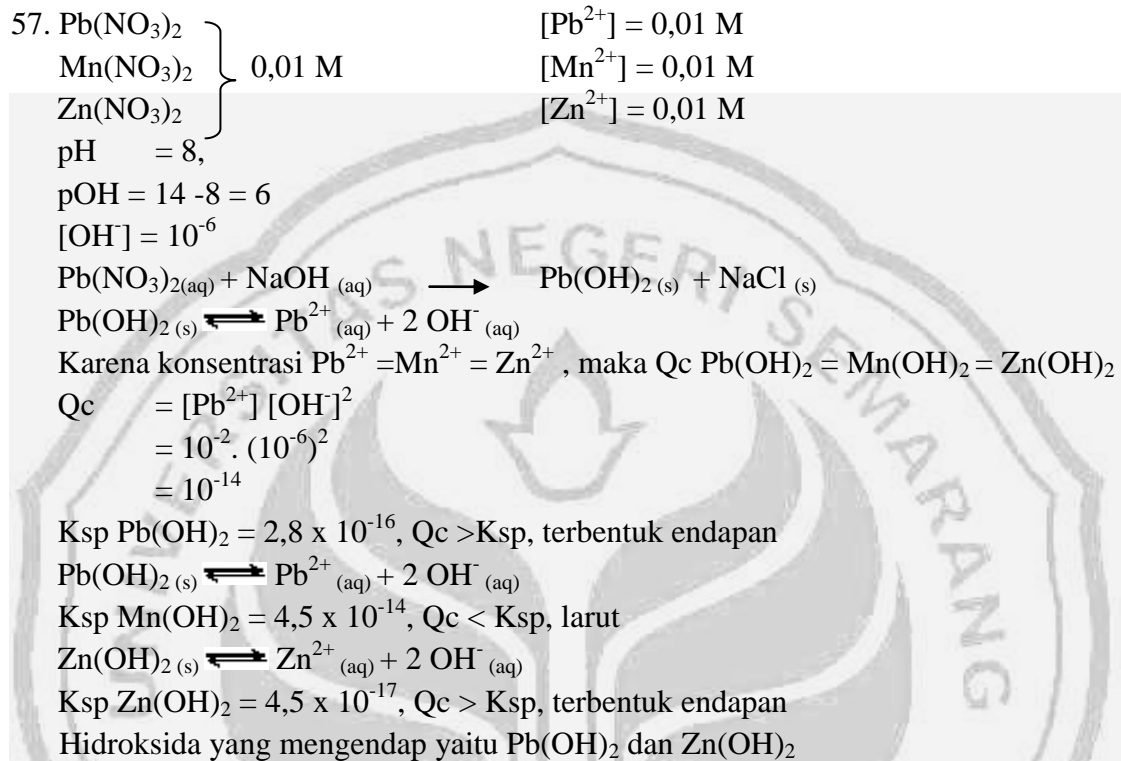 57. Pb(NO₃)₂ [Pb²⁺] = 0,01 M
Mn(NO₃)₂ 0,01 M [Mn²⁺] = 0,01 M
Zn(NO₃)₂ [Zn²⁺] = 0,01 M
pH = 8,
pOH = 14 -8 = 6
[OH⁻] = 10⁻⁶
Pb(NO₃)₂(aq) + NaOH (aq) → Pb(OH)₂ (s) + NaCl (s)
Pb(OH)₂ (s) ⇌ Pb²⁺ (aq) + 2 OH⁻ (aq)
Karena konsentrasi Pb²⁺ =Mn²⁺ = Zn²⁺ , maka Qc Pb(OH)₂ = Mn(OH)₂ = Zn(OH)₂
Qc = [Pb²⁺] [OH⁻]²
= 10⁻². (10⁻⁶)²
= 10⁻¹⁴
Ksp Pb(OH)₂ = 2,8 x 10⁻¹⁶, Qc >Ksp, terbentuk endapan
Pb(OH)₂ (s) ⇌ Pb²⁺ (aq) + 2 OH⁻ (aq)
Ksp Mn(OH)₂ = 4,5 x 10⁻¹⁴, Qc < Ksp, larut
Zn(OH)₂ (s) ⇌ Zn²⁺ (aq) + 2 OH⁻ (aq)
Ksp Zn(OH)₂ = 4,5 x 10⁻¹⁷, Qc > Ksp, terbentuk endapan
Hidroksida yang mengendap yaitu Pb(OH)₂ dan Zn(OH)₂
UNIVERSITAS NEGERI SEMARANG